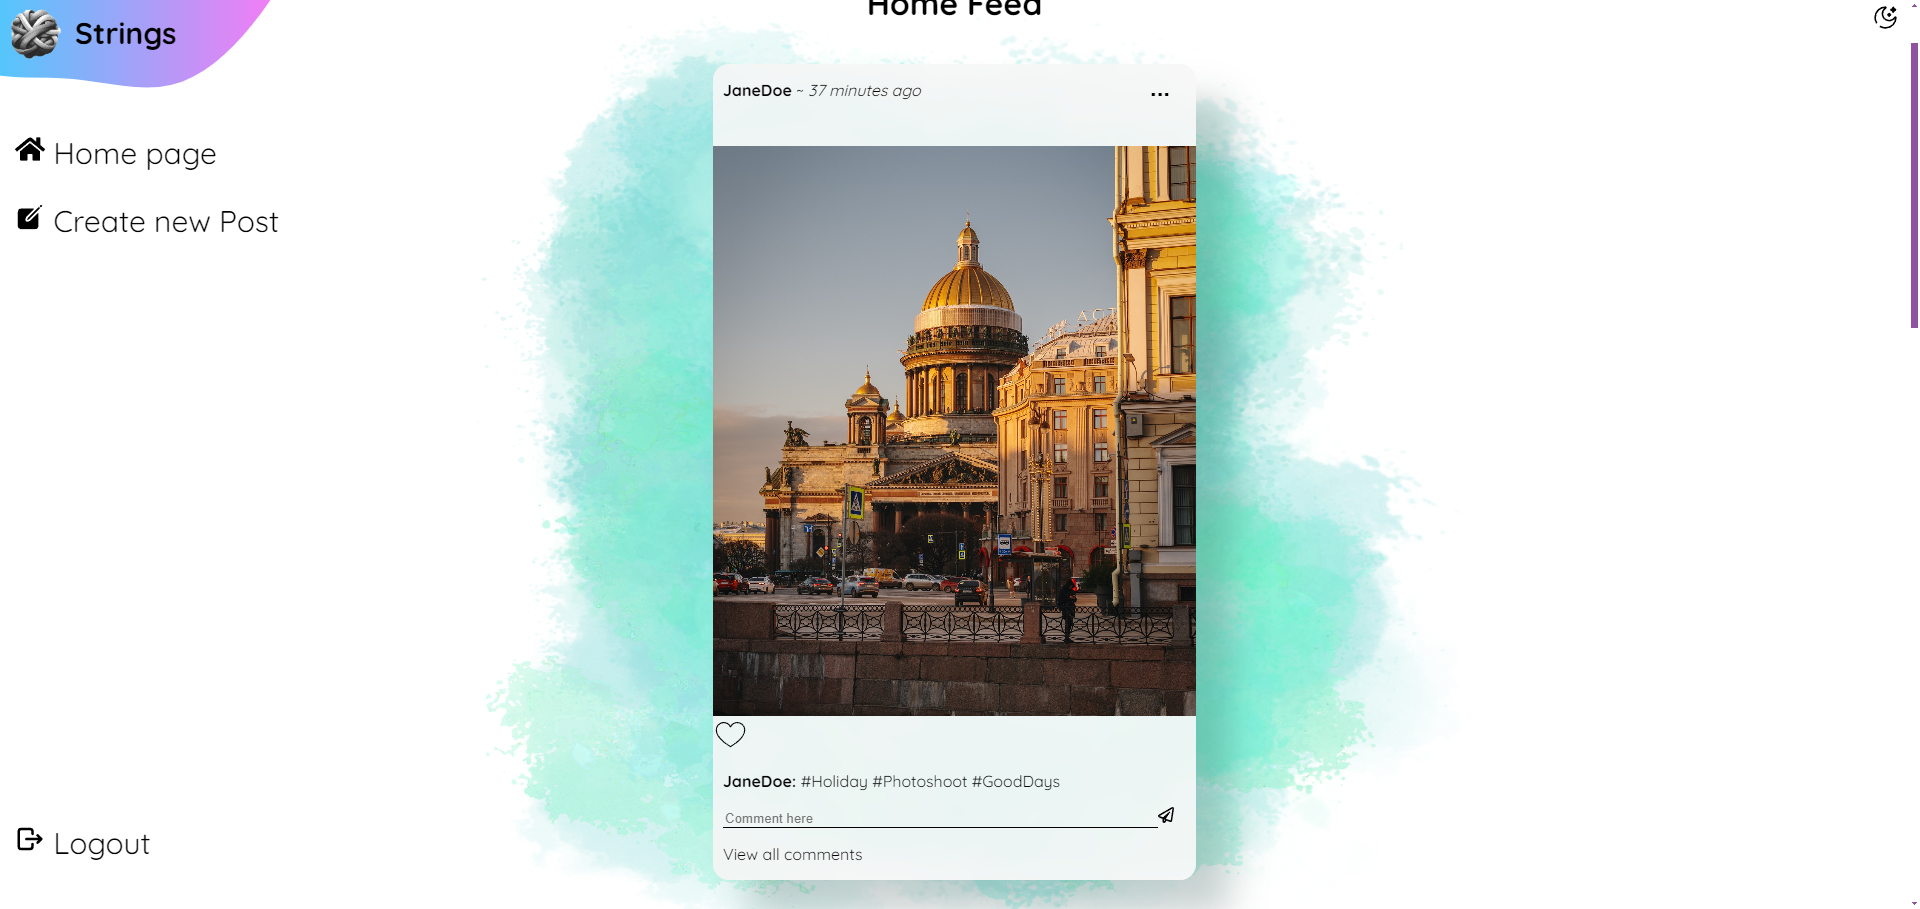 Home Feed
Strings
JaneDoe ~ 37 minutes ago
...
Home page
Create new Post
JaneDoe: #Holiday #Photoshoot #GoodDays
Comment here
View all comments
Logout